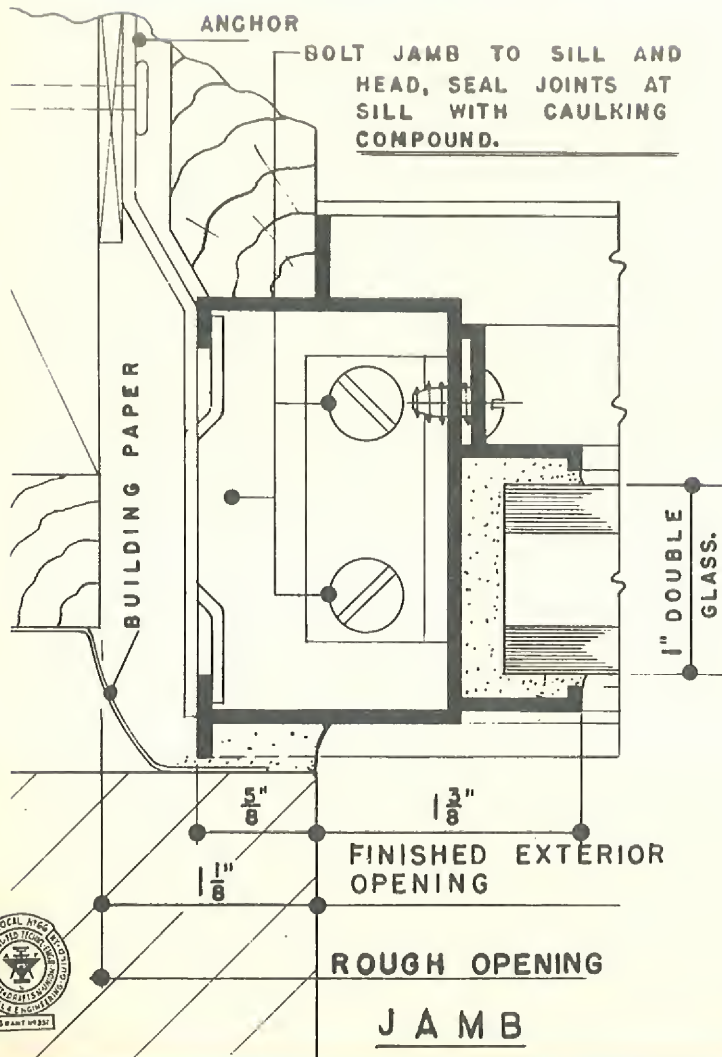 ANCHOR
BOLT JAMB TO SILL AND
HEAD, SEAL JOINTS AT
SILL WITH CAULKING
COMPOUND.
BUILDING PAPER
1" DOUBLE
GLASS.
5/8"
1 3/8"
FINISHED EXTERIOR
OPENING
1 1/8"
ROUGH OPENING
JAMB